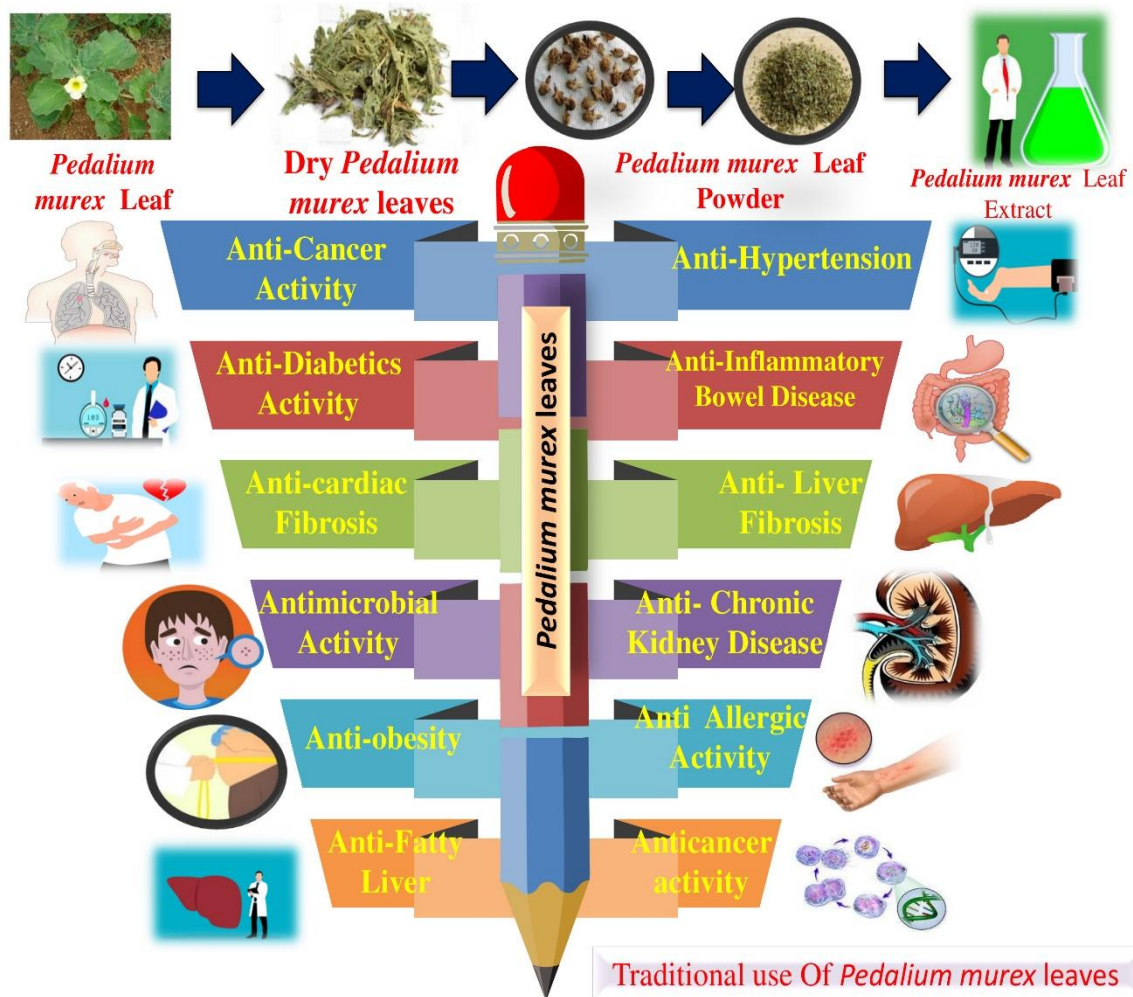 Pedalium
murex Leaf
Dry Pedalium
murex leaves
Pedalium murex Leaf
Powder
Pedalium murex Leaf
Extract
Anti-Cancer
Activity
Anti-Hypertension
Anti-Diabetics
Activity
Anti-Inflammatory
Bowel Disease
Anti-cardiac
Fibrosis
Anti- Liver
Fibrosis
Antimicrobial
Activity
Anti- Chronic
Kidney Disease
Anti-obesity
Anti Allergic
Activity
Anti-Fatty
Liver
Anticancer
activity
Pedalium murex leaves
Traditional use Of Pedalium murex leaves